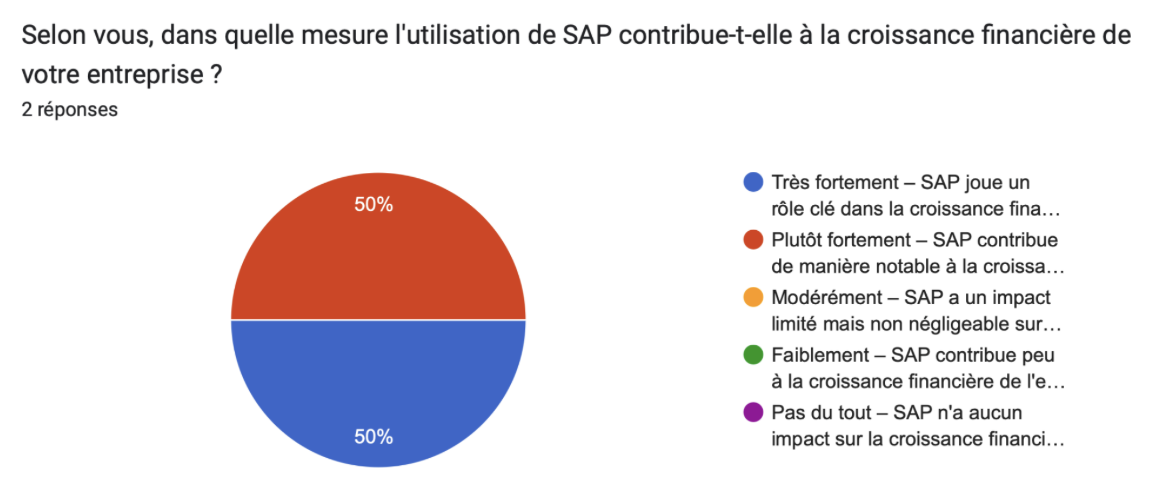 Selon vous, dans quelle mesure l'utilisation de SAP contribue-t-elle à la croissance financière de
votre entreprise ?
2 réponses
50%
50%
Très fortement – SAP joue un
rôle clé dans la croissance fina…
Plutôt fortement – SAP contribue
de manière notable à la croissa…
Modérément – SAP a un impact
limité mais non négligeable sur…
Faiblement – SAP contribue peu
à la croissance financière de l'e…
Pas du tout – SAP n'a aucun
impact sur la croissance financi…